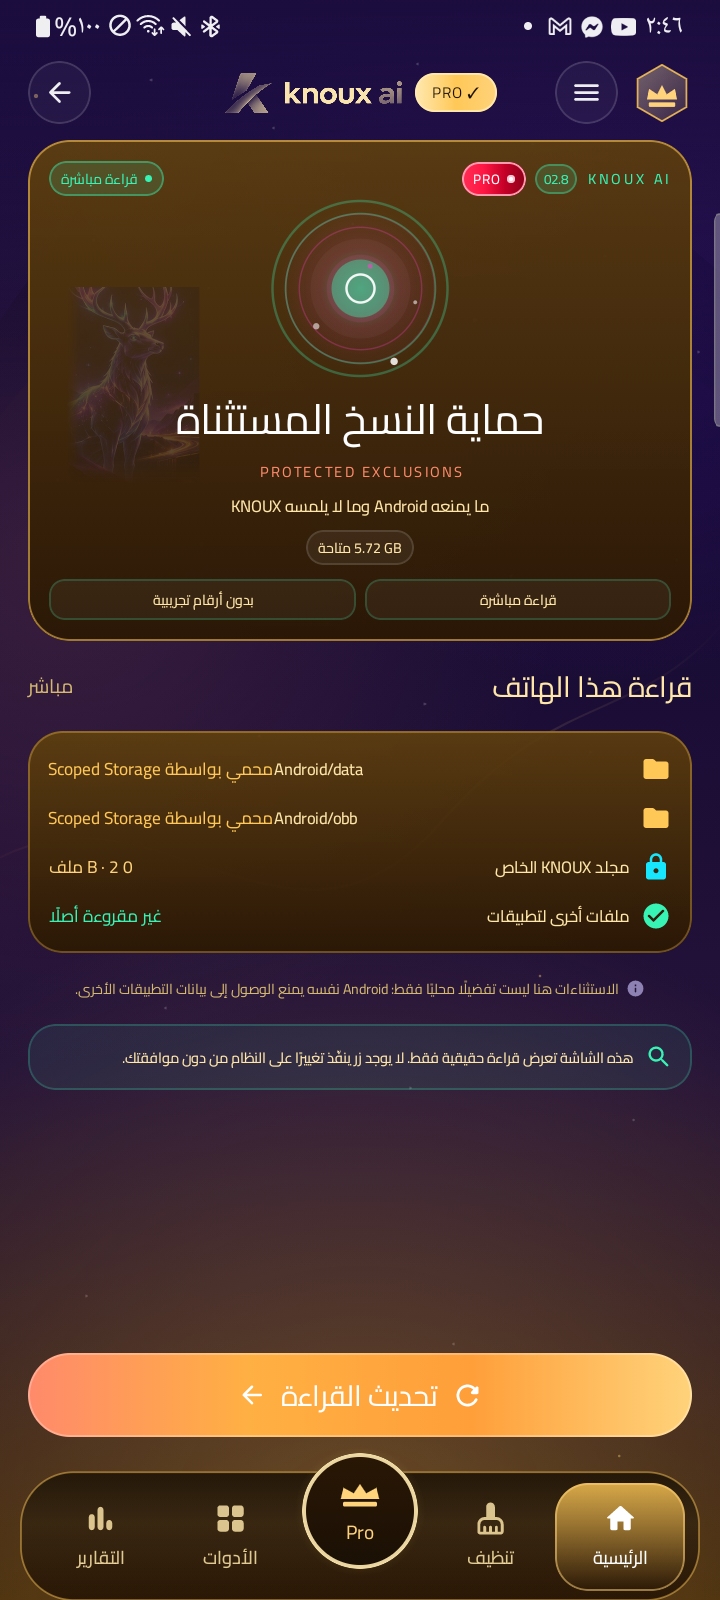 ٢:٤٦
%١٠٠
knoux ai
PRO ✓
KNOUX AI
02.8
PRO
قراءة مباشرة
حماية النسخ المستثناة
PROTECTED EXCLUSIONS
ما يمنعه Android وما لا يلمسه KNOUX
5.72 GB متاحة
قراءة مباشرة
بدون أرقام تجريبية
قراءة هذا الهاتف
مباشر
Android/data
محمي بواسطة Scoped Storage
Android/obb
محمي بواسطة Scoped Storage
مجلد KNOUX الخاص
0 B · 2 ملف
ملفات أخرى لتطبيقات
غير مقروءة أصلًا
الاستثناءات هنا ليست تفضيلًا محليًا فقط: Android نفسه يمنع الوصول إلى بيانات التطبيقات الأخرى.
هذه الشاشة تعرض قراءة حقيقية فقط. لا يوجد زر ينفّذ تغييرًا على النظام من دون موافقتك.
تحديث القراءة
الرئيسية
تنظيف
Pro
الأدوات
التقارير